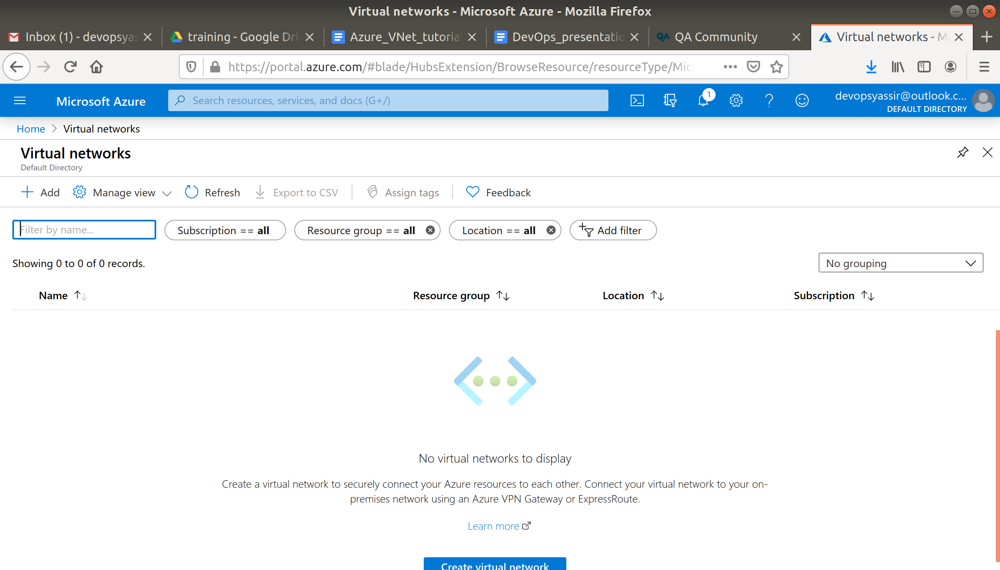 Virtual networks - Microsoft Azure - Mozilla Firefox
Inbox (1) - devopsyas
training - Google Driv
Azure_VNet_tutorial
DevOps_presentatio
QA Community
Virtual networks - Mi
https://portal.azure.com/#blade/HubsExtension/BrowseResource/resourceType/Mic
Microsoft Azure
Search resources, services, and docs (G+/)
1
devopsyassir@outlook.c...
DEFAULT DIRECTORY
Home > Virtual networks
Virtual networks
Default Directory
Add
Manage view
Refresh
Export to CSV
Assign tags
Feedback
Filter by name...
Subscription == all
Resource group == all
Location == all
Add filter
Showing 0 to 0 of 0 records.
No grouping
Name
Resource group
Location
Subscription
No virtual networks to display
Create a virtual network to securely connect your Azure resources to each other. Connect your virtual network to your on-
premises network using an Azure VPN Gateway or ExpressRoute.
Learn more
Create virtual network